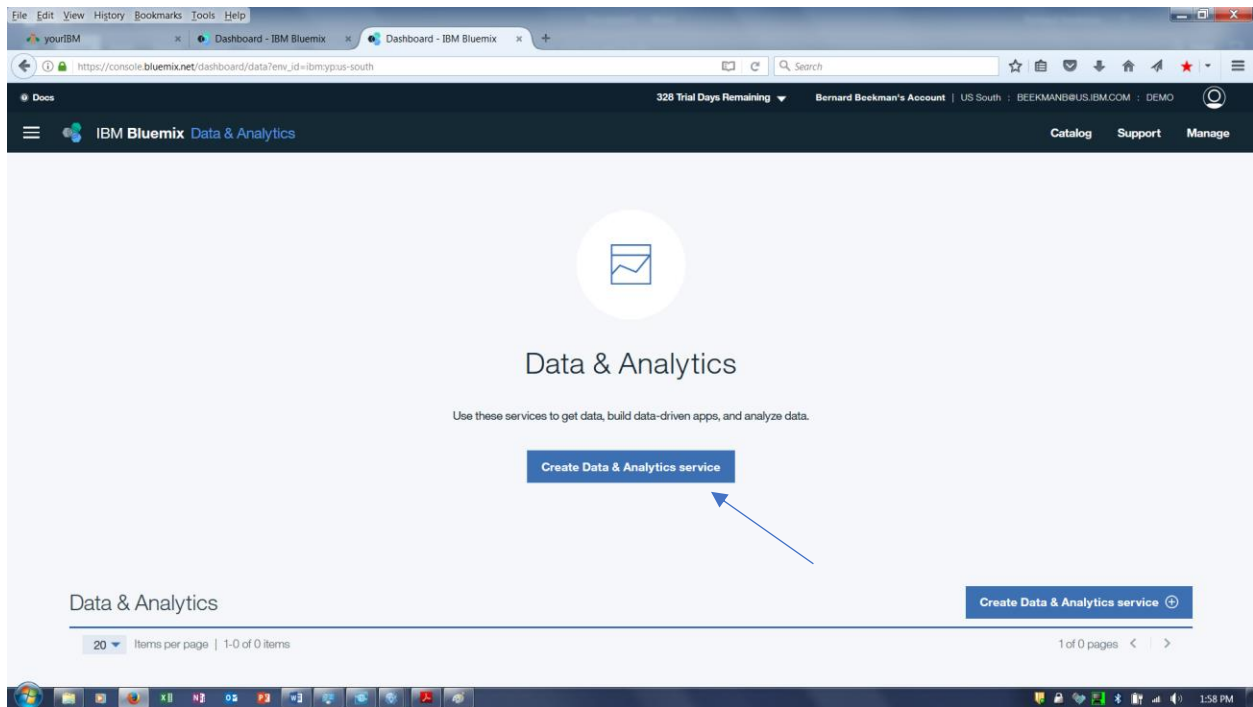 File Edit View History Bookmarks Tools Help
yourIBM × Dashboard - IBM Bluemix × Dashboard - IBM Bluemix × +
https://console.bluemix.net/dashboard/data?env_id=ibm:yp:us-south Search
Docs 328 Trial Days Remaining Bernard Beekman's Account | US South : BEEKMANB@US.IBM.COM : DEMO
IBM Bluemix Data & Analytics Catalog Support Manage
Data & Analytics
Use these services to get data, build data-driven apps, and analyze data.
Create Data & Analytics service
Data & Analytics Create Data & Analytics service
20 Items per page | 1-0 of 0 items 1 of 0 pages < >
1:58 PM